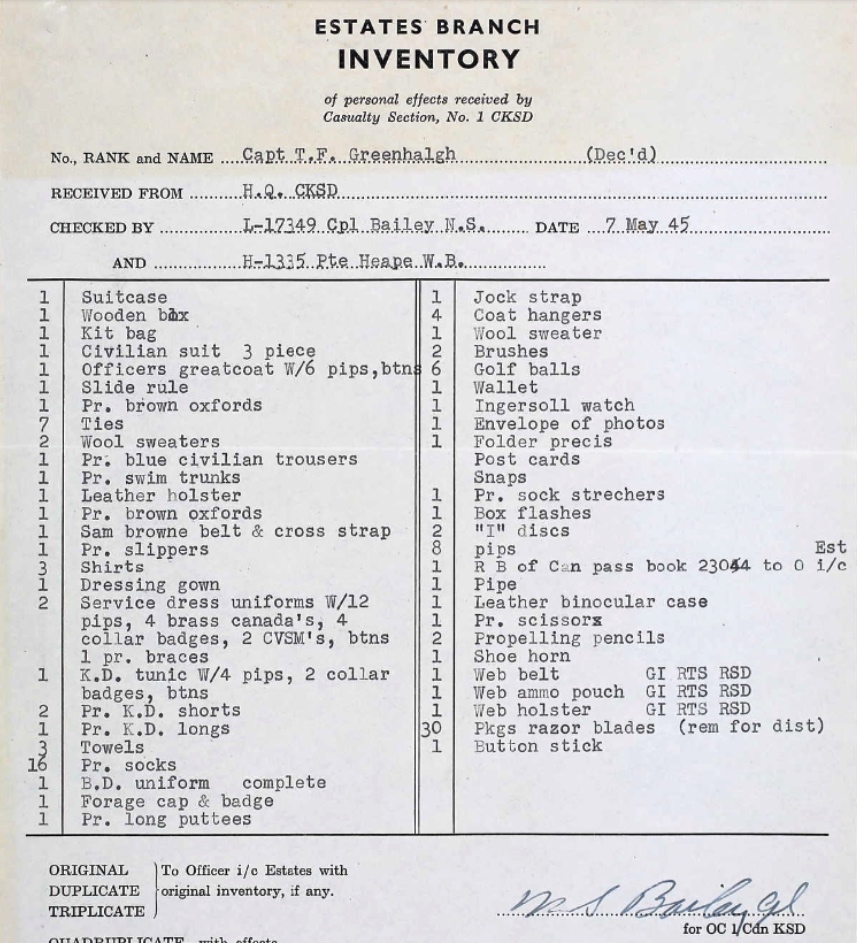 ESTATES BRANCH
INVENTORY
of personal effects received by
Casualty Section, No. 1 CKSD
No., RANK and NAME Capt T.F. Greenhalgh (Dec'd)
RECEIVED FROM H.Q. CKSD
CHECKED BY L-17349 Cpl Bailey N.S. DATE 7 May 45
AND H-1335 Pte Heape W.B.
1 Suitcase
1 Wooden box
1 Kit bag
1 Civilian suit 3 piece
1 Officers greatcoat W/6 pips,btns
1 Slide rule
1 Pr. brown oxfords
7 Ties
2 Wool sweaters
1 Pr. blue civilian trousers
1 Pr. swim trunks
1 Leather holster
1 Pr. brown oxfords
1 Sam browne belt & cross strap
1 Pr. slippers
3 Shirts
1 Dressing gown
2 Service dress uniforms W/12
pips, 4 brass canada's, 4
collar badges, 2 CVSM's, btns
1 pr. braces
1 K.D. tunic W/4 pips, 2 collar
badges, btns
2 Pr. K.D. shorts
1 Pr. K.D. longs
3 Towels
16 Pr. socks
1 B.D. uniform complete
1 Forage cap & badge
1 Pr. long puttees
1 Jock strap
4 Coat hangers
1 Wool sweater
2 Brushes
6 Golf balls
1 Wallet
1 Ingersoll watch
1 Envelope of photos
1 Folder precis
Post cards
Snaps
1 Pr. sock strechers
1 Box flashes
2 "I" discs
8 pips Est
1 R B of Can pass book 23044 to O i/c
1 Pipe
1 Leather binocular case
1 Pr. scissorx
2 Propelling pencils
1 Shoe horn
1 Web belt GI RTS RSD
1 Web ammo pouch GI RTS RSD
1 Web holster GI RTS RSD
30 Pkgs razor blades (rem for dist)
1 Button stick
ORIGINAL
DUPLICATE
TRIPLICATE
To Officer i/c Estates with
original inventory, if any.
Bailey Cpl
for OC 1/Cdn KSD
QUADRUPLICATE with effects